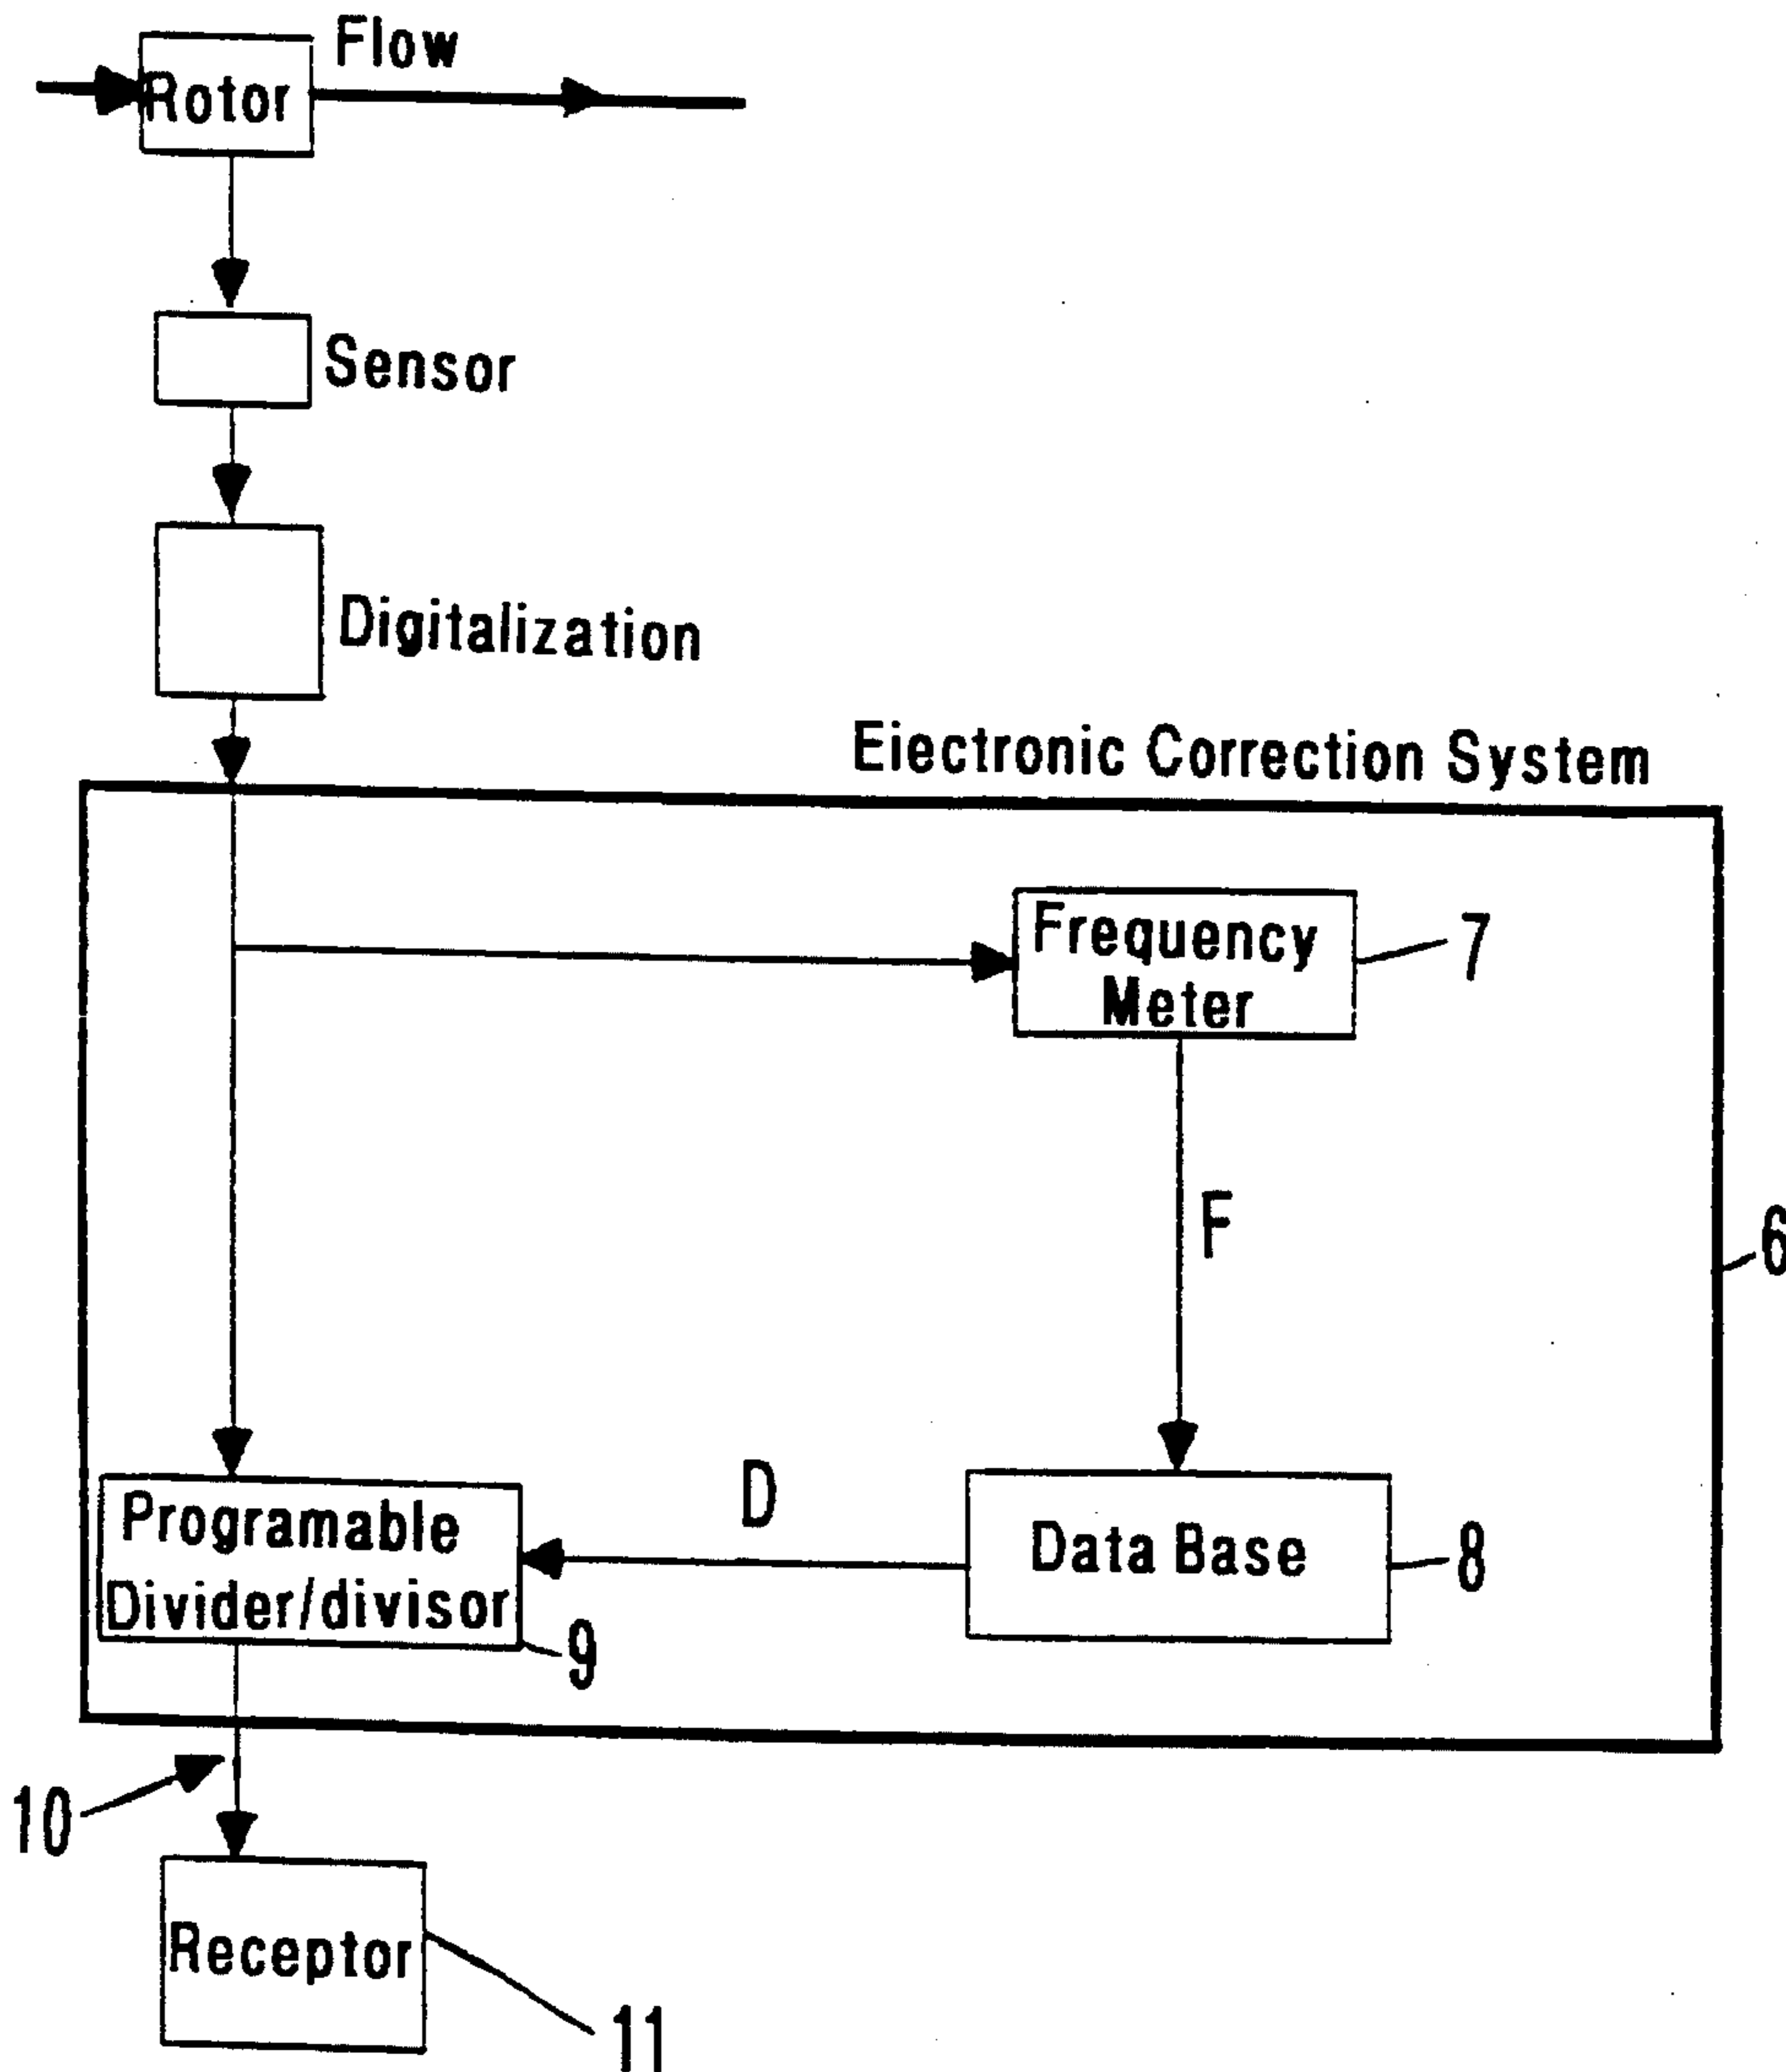 Flow
Rotor
Sensor
Digitalization
Eiectronic Correction System
Frequency
Meter
7
F
6
D
Programable
Divider/divisor
9
Data Base
8
10
Receptor
11